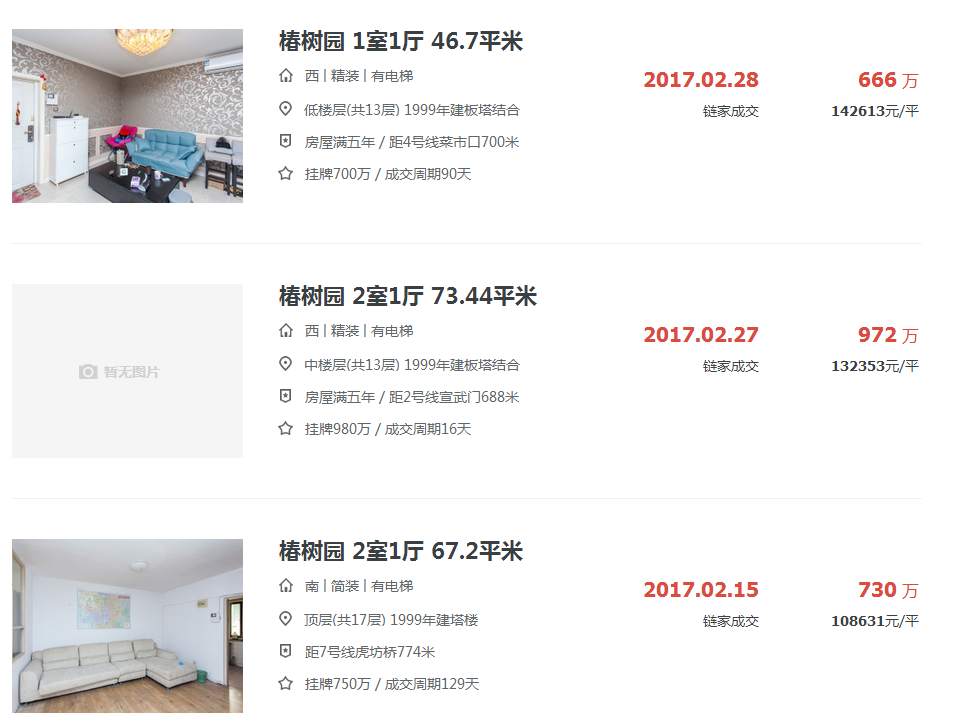 椿树园 1室1厅 46.7平米
西 | 精装 | 有电梯
2017.02.28
666 万
低楼层(共13层) 1999年建板塔结合
链家成交
142613元/平
房屋满五年 / 距4号线菜市口700米
挂牌700万 / 成交周期90天
椿树园 2室1厅 73.44平米
西 | 精装 | 有电梯
2017.02.27
972 万
中楼层(共13层) 1999年建板塔结合
链家成交
132353元/平
暂无图片
房屋满五年 / 距2号线宣武门688米
挂牌980万 / 成交周期16天
椿树园 2室1厅 67.2平米
南 | 简装 | 有电梯
2017.02.15
730 万
顶层(共17层) 1999年建塔楼
链家成交
108631元/平
距7号线虎坊桥774米
挂牌750万 / 成交周期129天